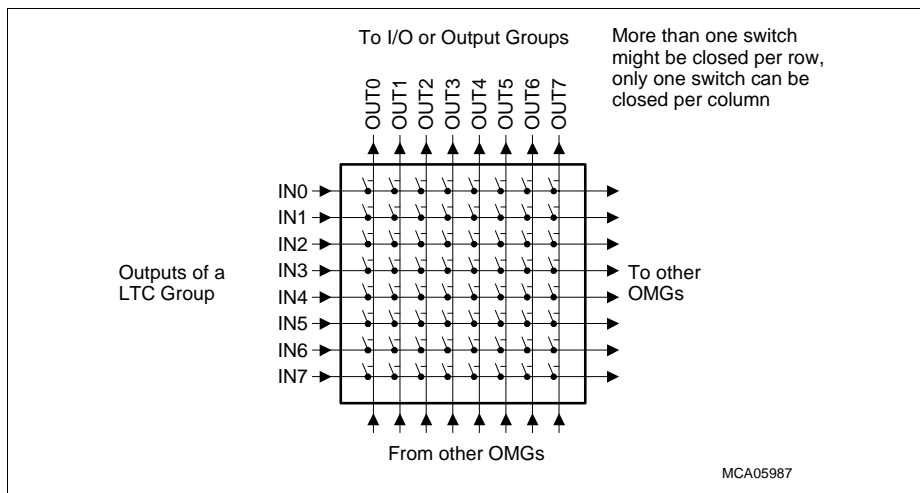 To I/O or Output Groups
More than one switch
might be closed per row,
only one switch can be
closed per column
OUT0
OUT1
OUT2
OUT3
OUT4
OUT5
OUT6
OUT7
IN0
IN1
IN2
IN3
IN4
IN5
IN6
IN7
Outputs of a
LTC Group
To other
OMGs
From other OMGs
MCA05987